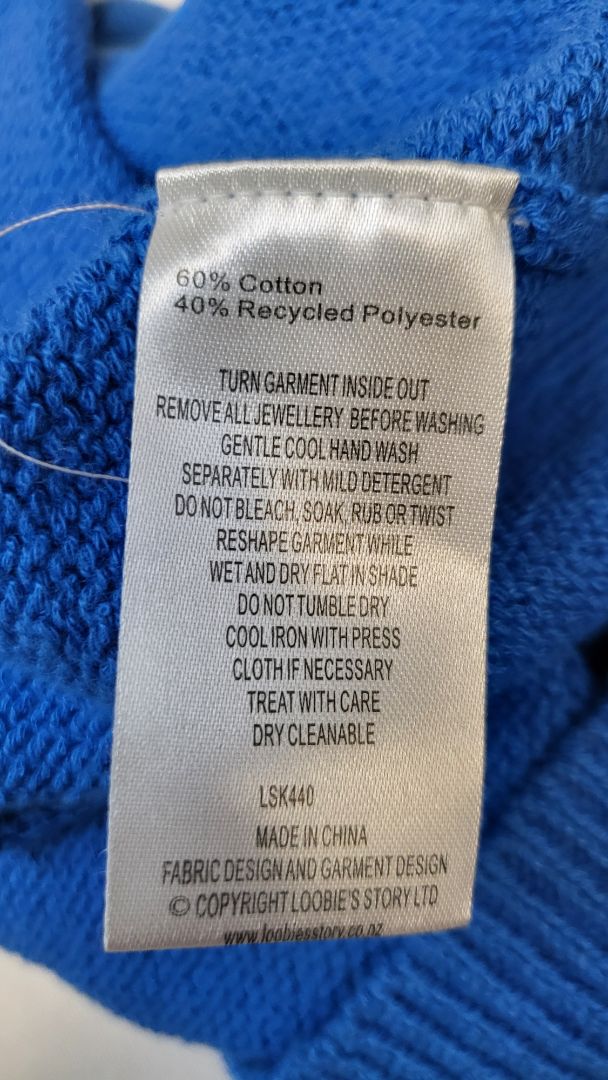 60% Cotton
40% Recycled Polyester
TURN GARMENT INSIDE OUT
REMOVE ALL JEWELLERY BEFORE WASHING
GENTLE COOL HAND WASH
SEPARATELY WITH MILD DETERGENT
DO NOT BLEACH, SOAK, RUB OR TWIST
RESHAPE GARMENT WHILE
WET AND DRY FLAT IN SHADE
DO NOT TUMBLE DRY
COOL IRON WITH PRESS
CLOTH IF NECESSARY
TREAT WITH CARE
DRY CLEANABLE
LSK440
MADE IN CHINA
FABRIC DESIGN AND GARMENT DESIGN
© COPYRIGHT LOOBIE'S STORY LTD
www.loobiesstory.co.nz